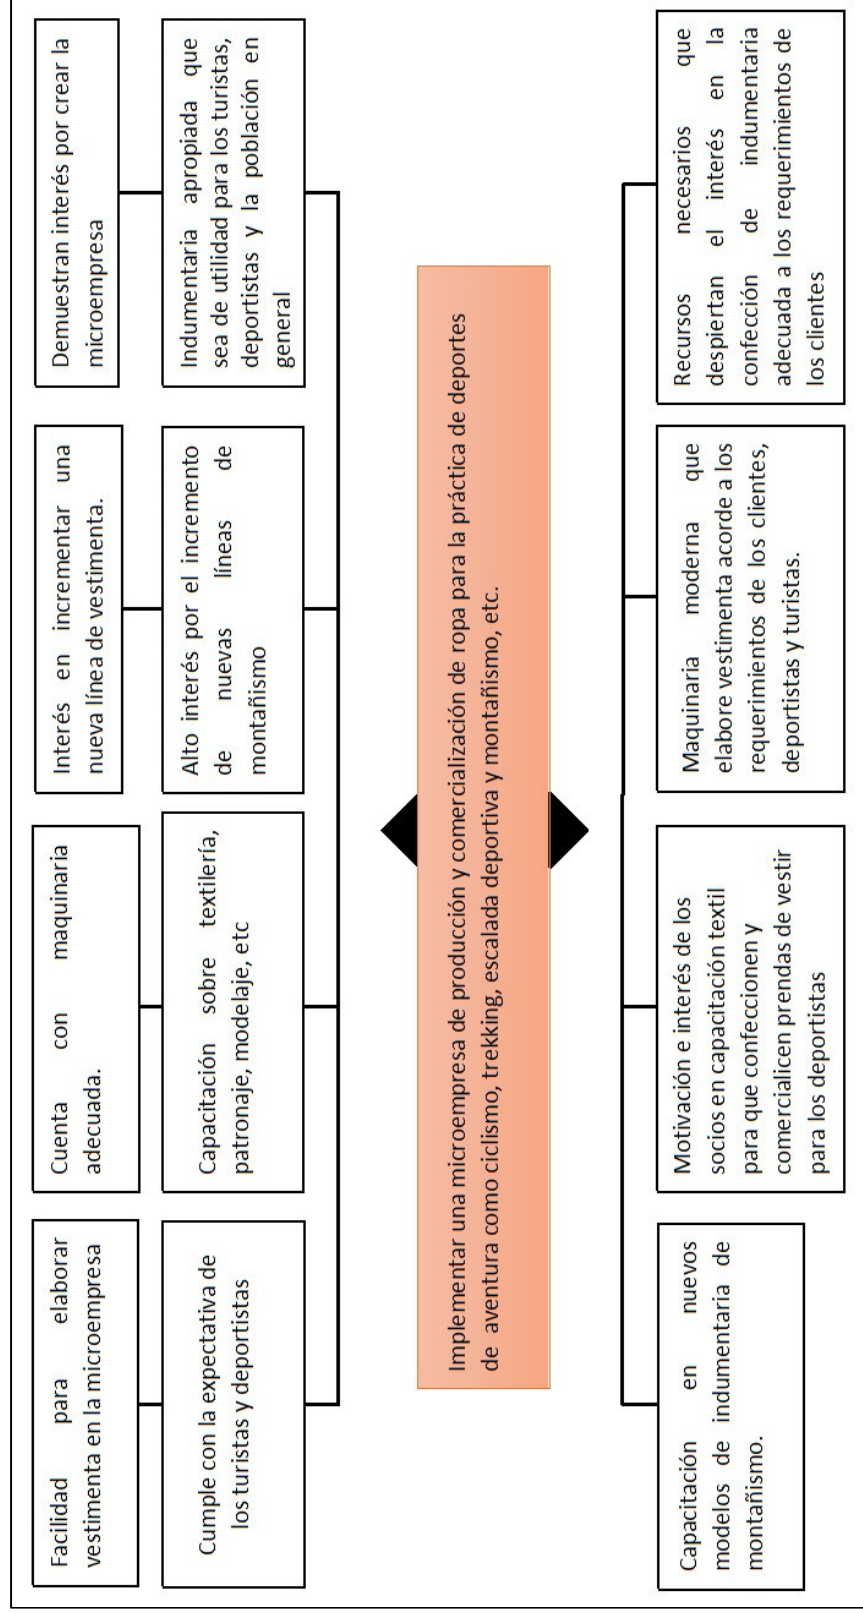 Facilidad para elaborar
vestimenta en la microempresa
Cuenta con maquinaria
adecuada.
Interés en incrementar una
nueva línea de vestimenta.
Demuestran interés por crear la
microempresa
Cumple con la expectativa de
los turistas y deportistas
Capacitación sobre textilería,
patronaje, modelaje, etc
Alto interés por el incremento
de nuevas líneas de
montañismo
Indumentaria apropiada que
sea de utilidad para los turistas,
deportistas y la población en
general
Implementar una microempresa de producción y comercialización de ropa para la práctica de deportes
de aventura como ciclismo, trekking, escalada deportiva y montañismo, etc.
Capacitación en nuevos
modelos de indumentaria de
montañismo.
Motivación e interés de los
socios en capacitación textil
para que confeccionen y
comercialicen prendas de vestir
para los deportistas
Maquinaria moderna que
elabore vestimenta acorde a los
requerimientos de los clientes,
deportistas y turistas.
Recursos necesarios que
despiertan el interés en la
confección de indumentaria
adecuada a los requerimientos de
los clientes